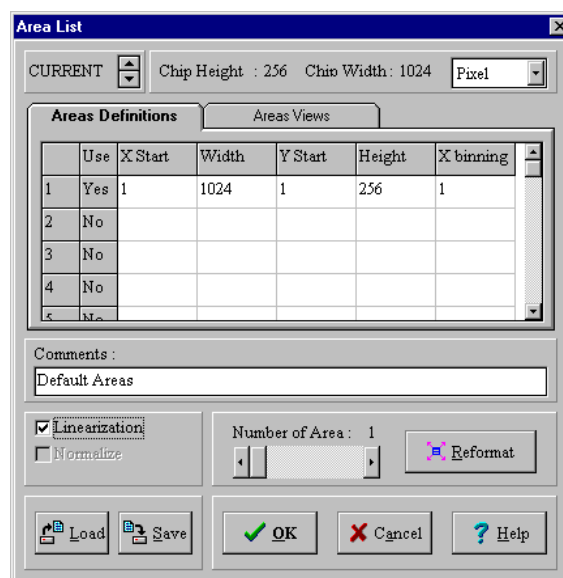 Area List
CURRENT Chip Height : 256 Chip Width : 1024 Pixel
Areas Definitions Areas Views
Use X Start Width Y Start Height X binning
1 Yes 1 1024 1 256 1
2 No
3 No
4 No
5 No
Comments :
Default Areas
Linearization
Normalize
Number of Area : 1
Reformat
Load Save OK Cancel Help